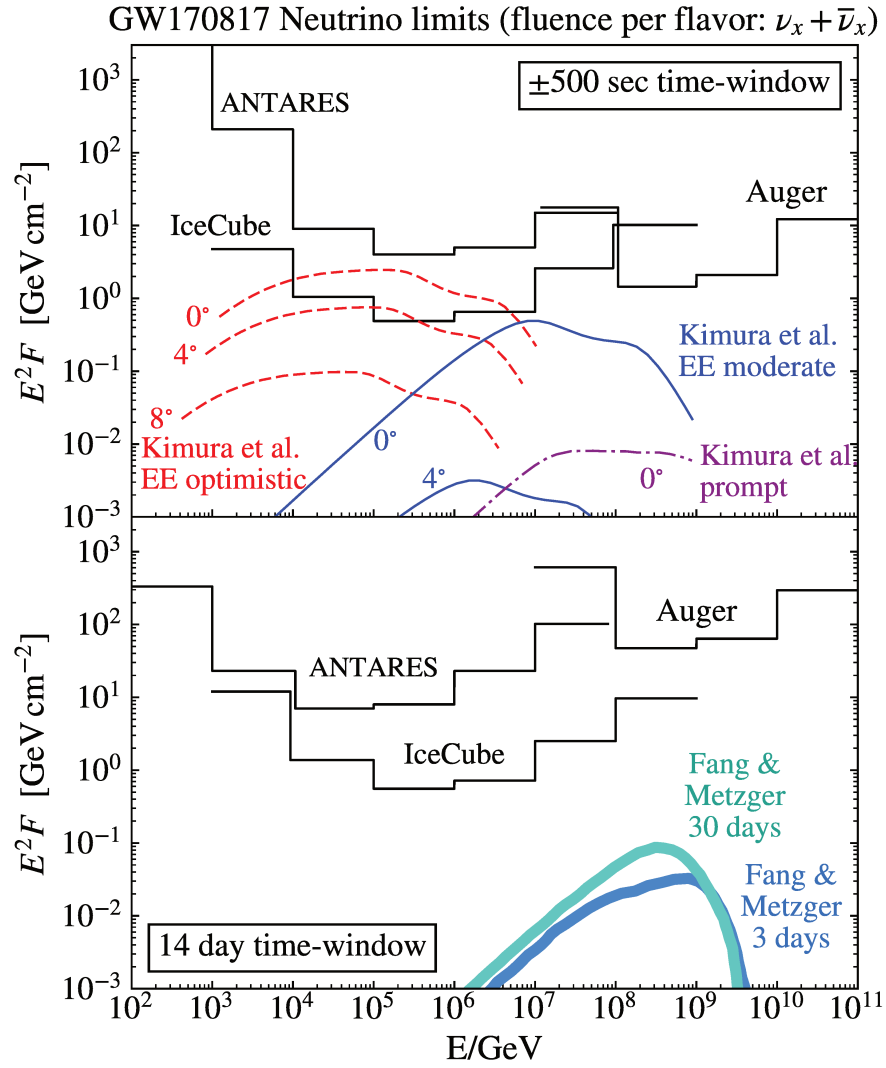 GW170817 Neutrino limits (fluence per flavor: νₓ + ν̄ₓ)
±500 sec time-window
ANTARES
Auger
IceCube
0°
4°
8°
Kimura et al.
EE optimistic
Kimura et al.
EE moderate
0°
4°
Kimura et al.
prompt
0°
E²F [GeV cm⁻²]
10³
10²
10¹
10⁰
10⁻¹
10⁻²
10⁻³
Auger
ANTARES
IceCube
Fang &
Metzger
30 days
Fang &
Metzger
3 days
14 day time-window
E²F [GeV cm⁻²]
10³
10²
10¹
10⁰
10⁻¹
10⁻²
10⁻³
10² 10³ 10⁴ 10⁵ 10⁶ 10⁷ 10⁸ 10⁹ 10¹⁰ 10¹¹
E/GeV